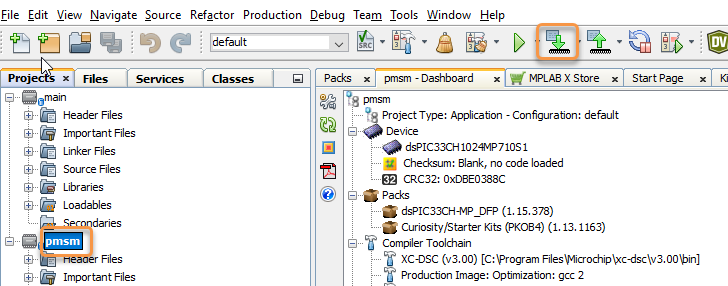 File Edit View Navigate Source Refactor Production Debug Team Tools Window Help
default
SRC
DV
Projects Files Services Classes
main
Header Files
Important Files
Linker Files
Source Files
Libraries
Loadables
Secondaries
pmsm
Header Files
Important Files
Packs pmsm - Dashboard MPLAB X Store Start Page Ki
PDF
pmsm
Project Type: Application - Configuration: default
Device
dsPIC33CH1024MP710S1
Checksum: Blank, no code loaded
32 CRC32: 0xDBE0388C
Packs
dsPIC33CH-MP_DFP (1.15.378)
Curiosity/Starter Kits (PKOB4) (1.13.1163)
Compiler Toolchain
XC-DSC (v3.00) [C:\Program Files\Microchip\xc-dsc\v3.00\bin]
Production Image: Optimization: gcc 2